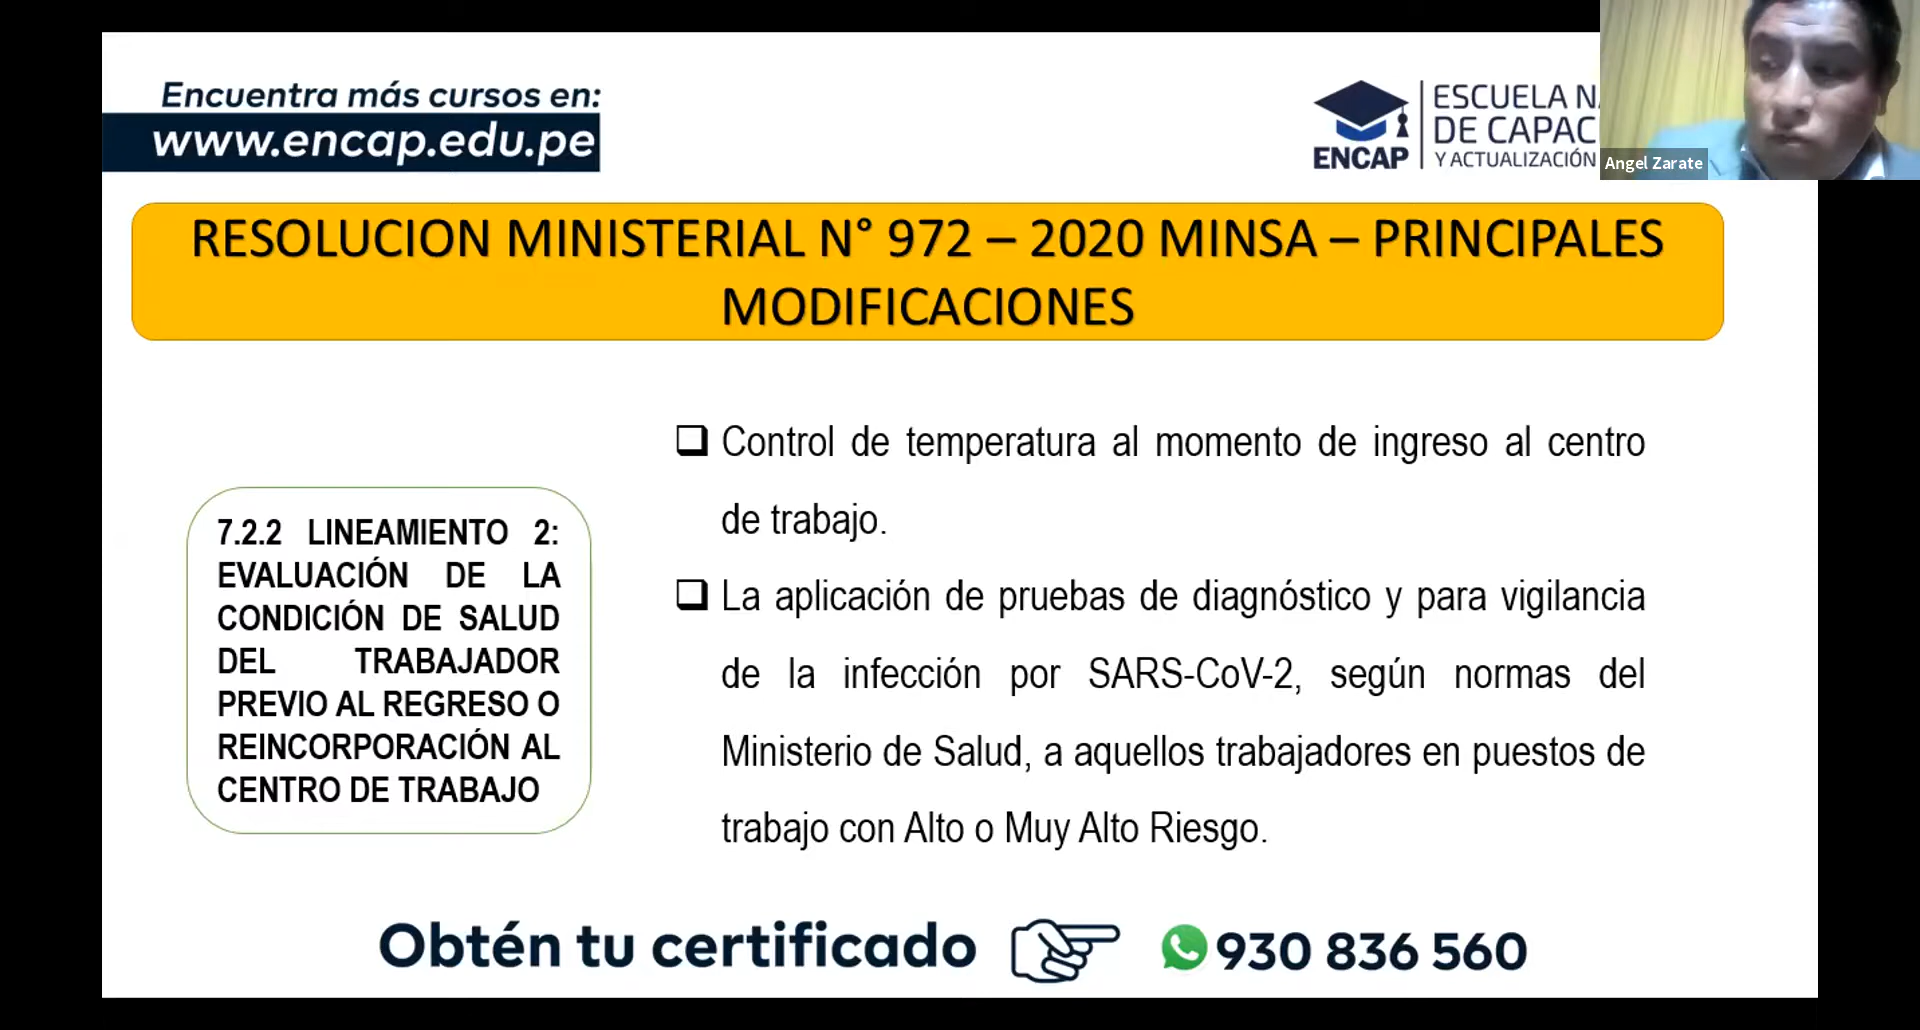 Encuentra más cursos en:
www.encap.edu.pe
ENCAP
ESCUELA
DE
Y ACTUALIZACIÓN
Angel Zarate
RESOLUCION MINISTERIAL N° 972 – 2020 MINSA – PRINCIPALES
MODIFICACIONES
7.2.2 LINEAMIENTO 2:
EVALUACIÓN DE LA
CONDICIÓN DE SALUD
DEL TRABAJADOR
PREVIO AL REGRESO O
REINCORPORACIÓN AL
CENTRO DE TRABAJO
Control de temperatura al momento de ingreso al centro
de trabajo.
La aplicación de pruebas de diagnóstico y para vigilancia
de la infección por SARS-CoV-2, según normas del
Ministerio de Salud, a aquellos trabajadores en puestos de
trabajo con Alto o Muy Alto Riesgo.
Obtén tu certificado
930 836 560